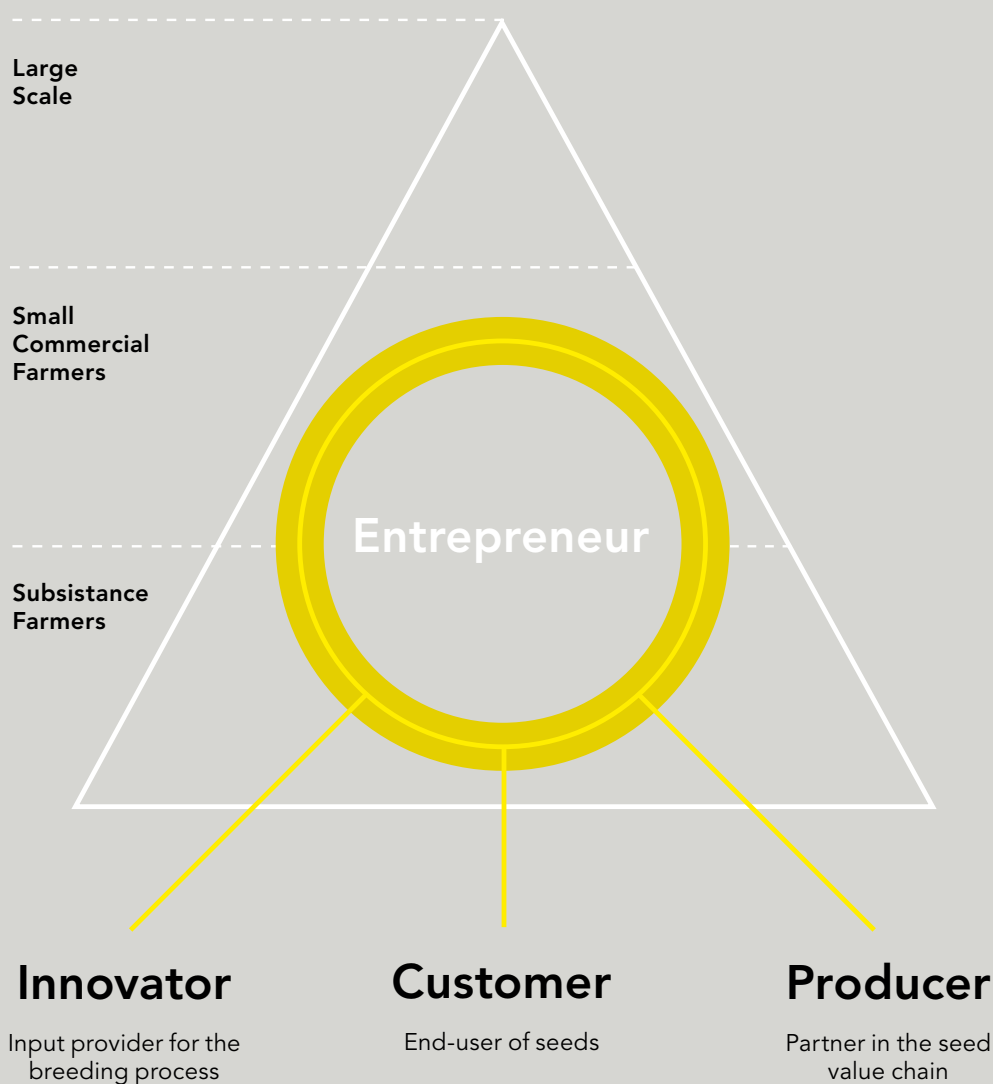 Large
Scale
Small
Commercial
Farmers
Entrepreneur
Subsistance
Farmers
Innovator
Input provider for the
breeding process
Customer
End-user of seeds
Producer
Partner in the seed
value chain